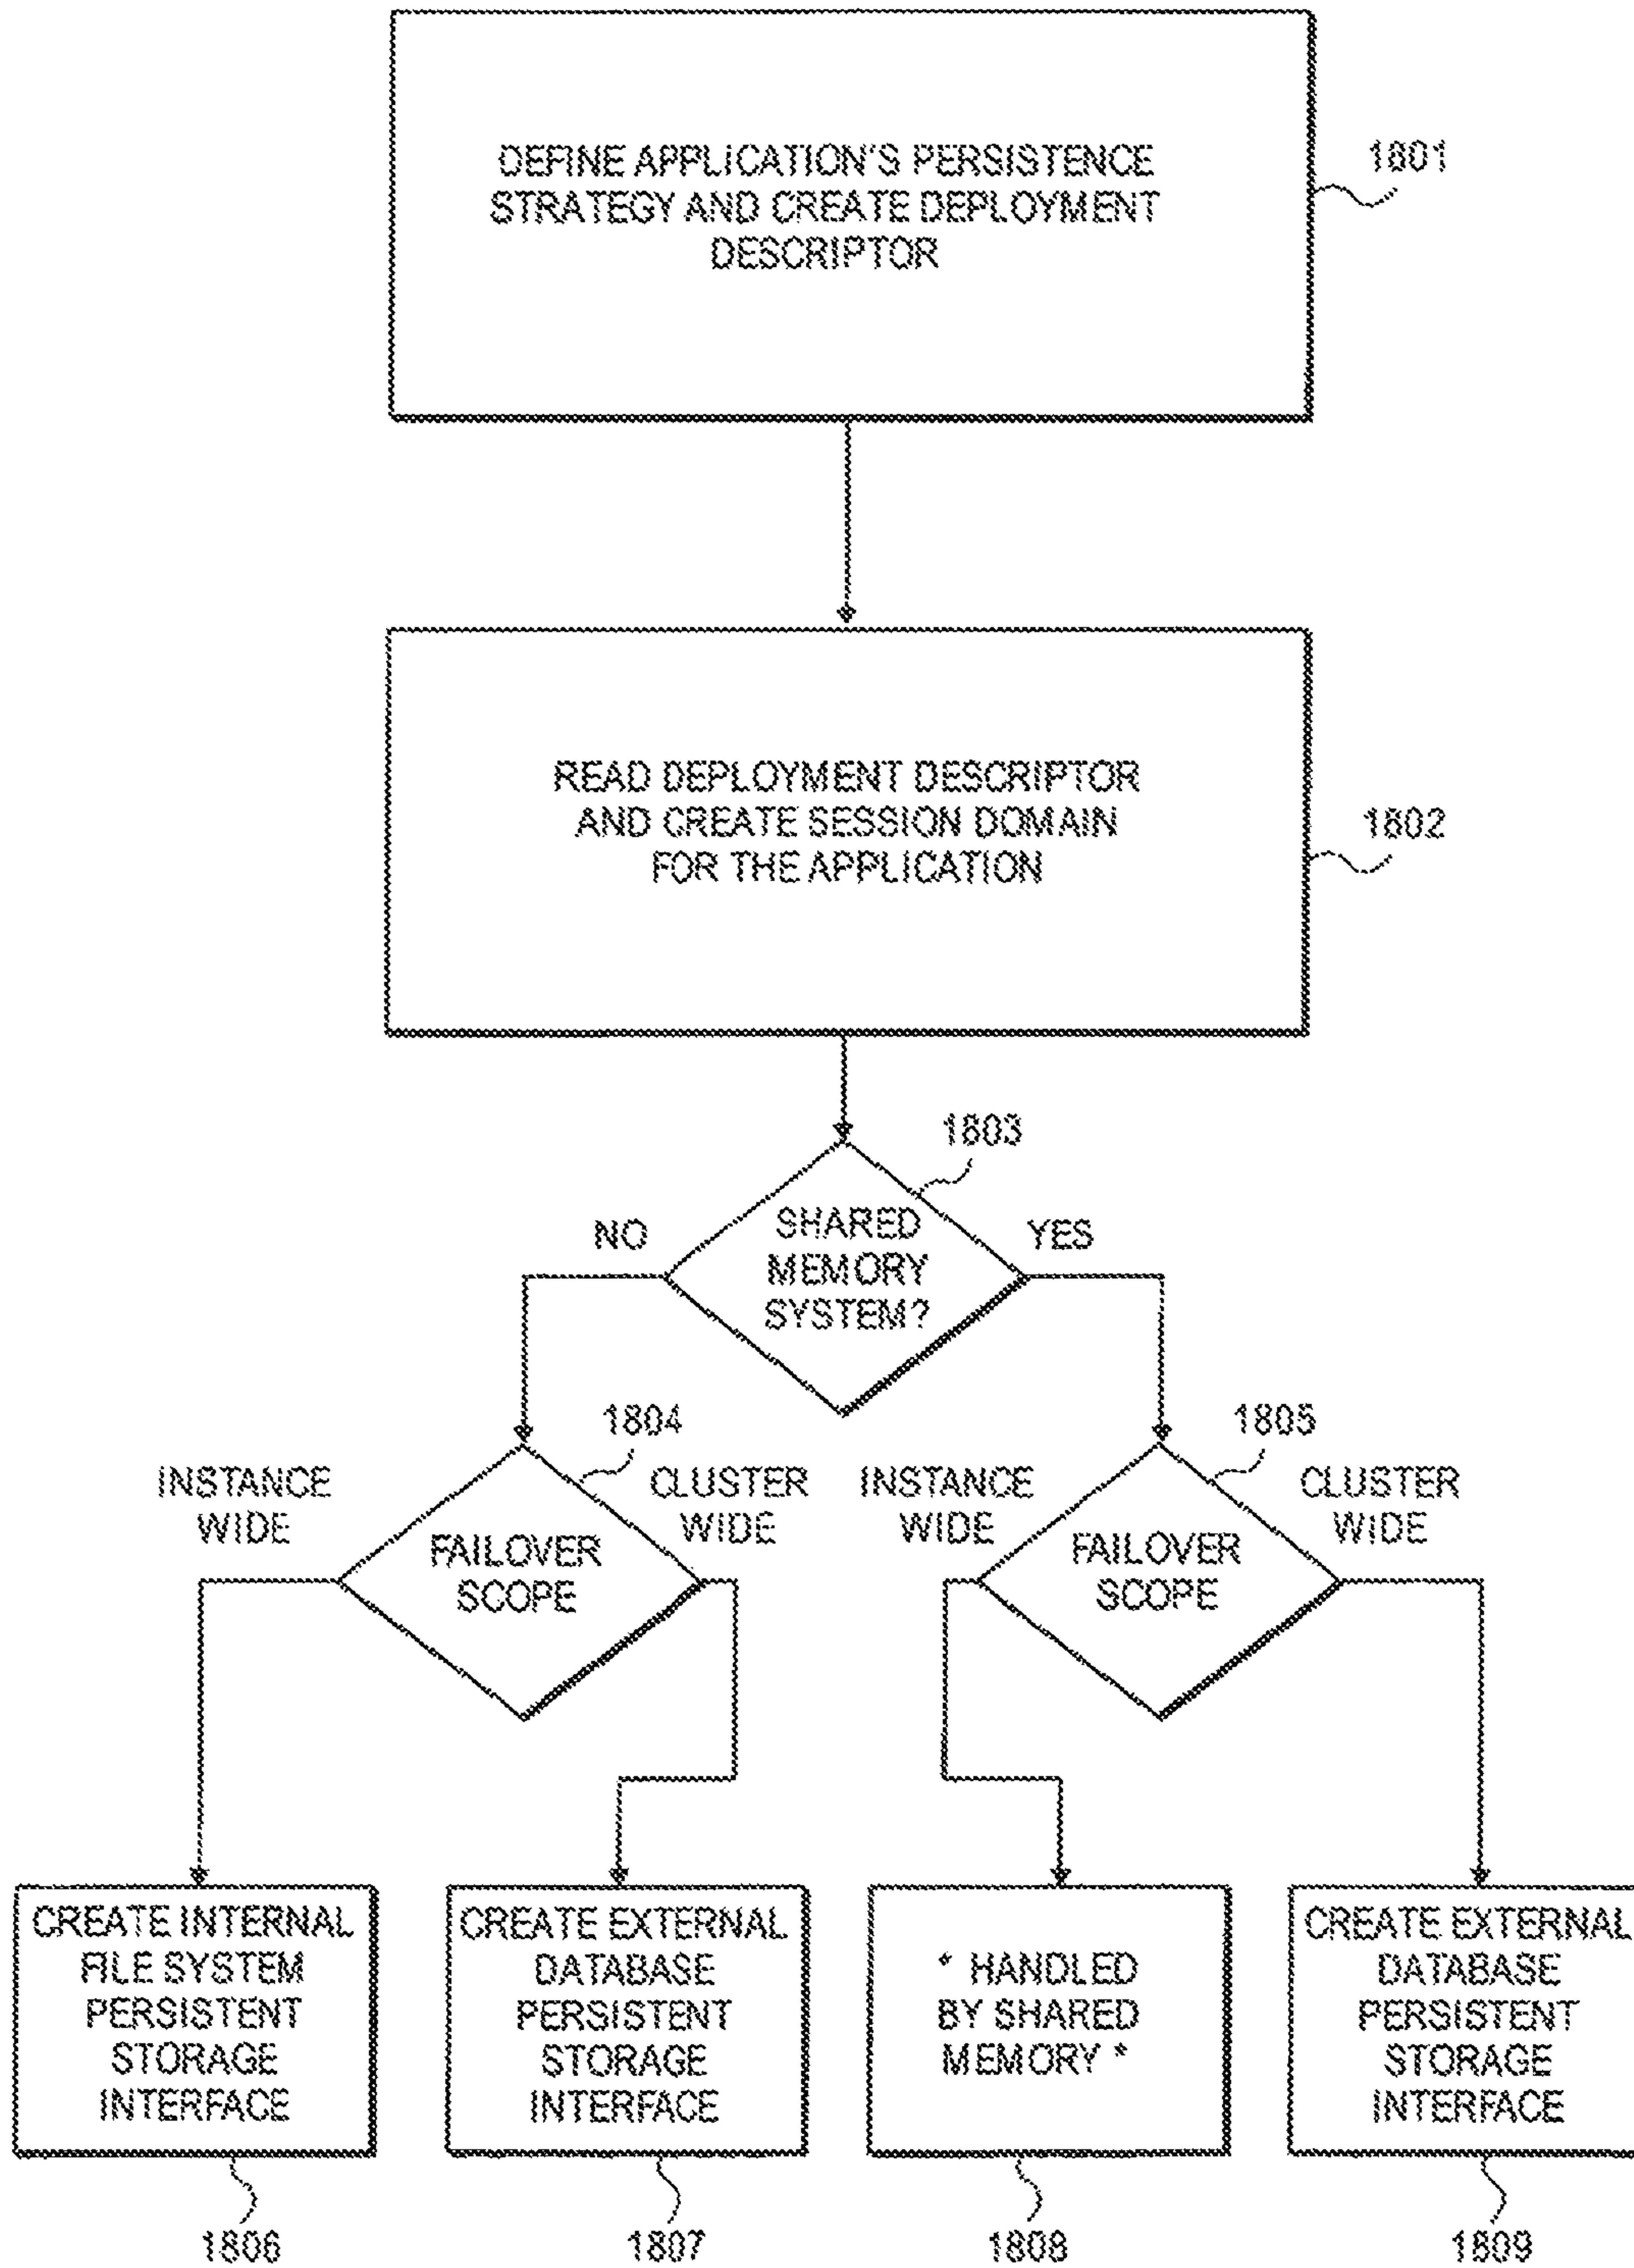 DEFINE APPLICATION'S PERSISTENCE
STRATEGY AND CREATE DEPLOYMENT
DESCRIPTOR
1801
READ DEPLOYMENT DESCRIPTOR
AND CREATE SESSION DOMAIN
FOR THE APPLICATION
1802
1803
NO
SHARED
MEMORY
SYSTEM?
YES
1804
INSTANCE
WIDE
CLUSTER
WIDE
FAILOVER
SCOPE
1805
INSTANCE
WIDE
CLUSTER
WIDE
FAILOVER
SCOPE
CREATE INTERNAL
FILE SYSTEM
PERSISTENT
STORAGE
INTERFACE
CREATE EXTERNAL
DATABASE
PERSISTENT
STORAGE
INTERFACE
* HANDLED
BY SHARED
MEMORY *
CREATE EXTERNAL
DATABASE
PERSISTENT
STORAGE
INTERFACE
1806
1807
1808
1809